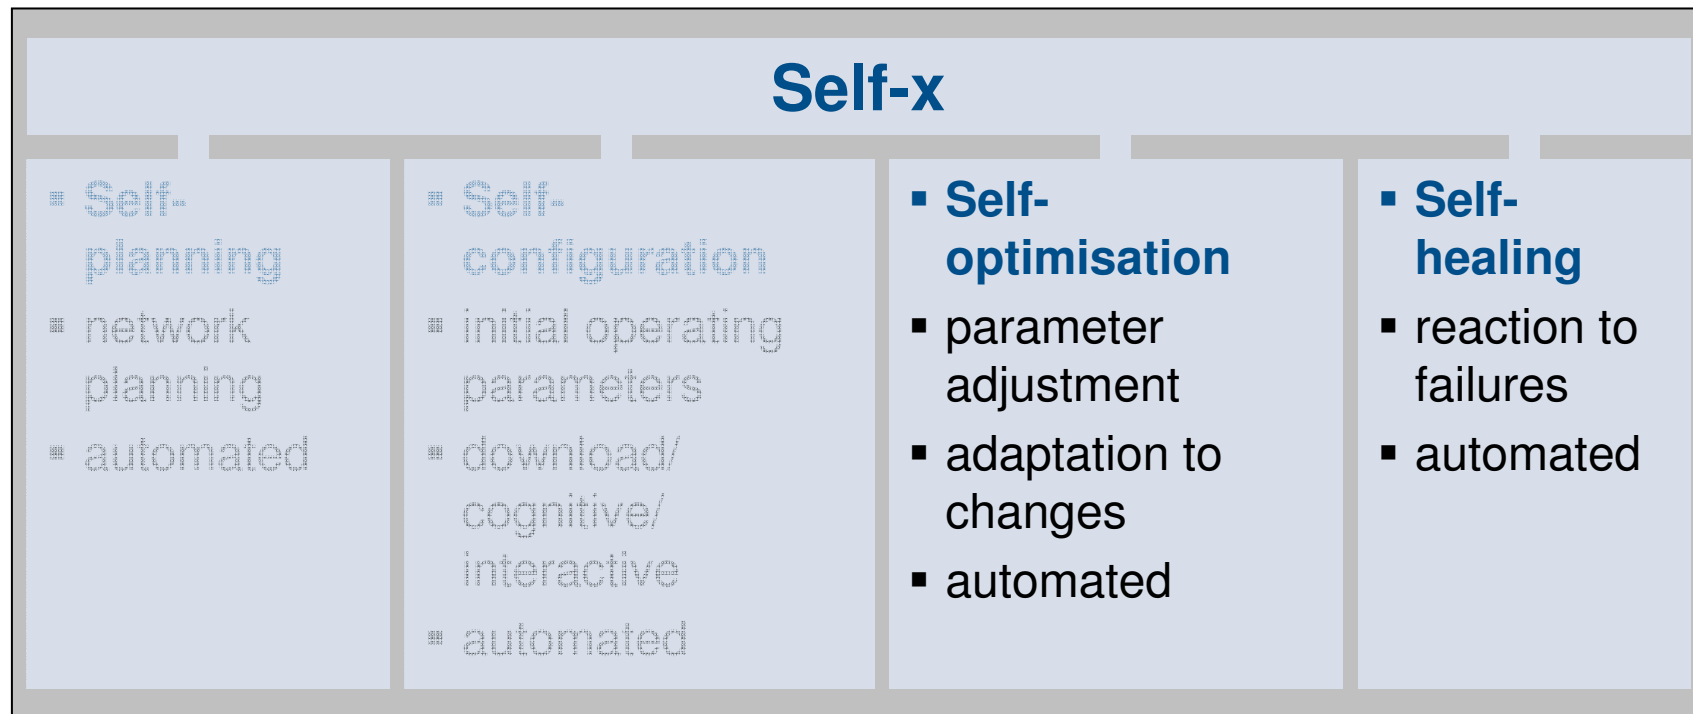 Self-x
▪ Self-
planning
▪ network
planning
▪ automated
▪ Self-
configuration
▪ initial operating
parameters
▪ download/
cognitive/
interactive
▪ automated
▪ Self-
optimisation
▪ parameter
adjustment
▪ adaptation to
changes
▪ automated
▪ Self-
healing
▪ reaction to
failures
▪ automated